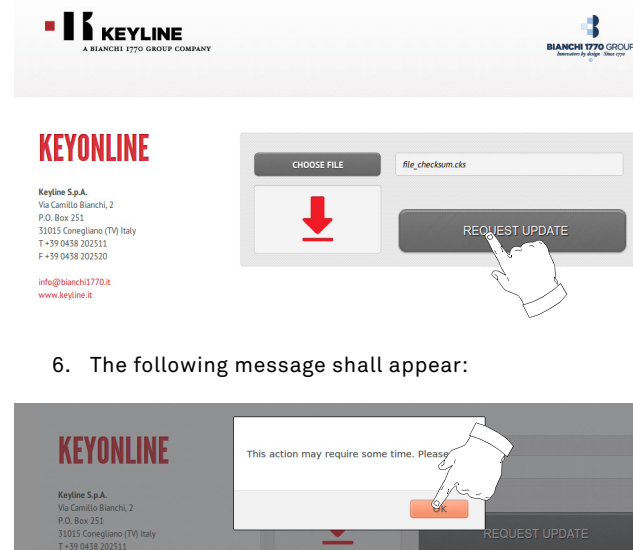 KEYLINE
A BIANCHI 1770 GROUP COMPANY
BIANCHI 1770 GROUP
Innovators by design Since 1770
KEYONLINE
CHOOSE FILE
file_checksum.cks
REQUEST UPDATE
Keyline S.p.A.
Via Camillo Bianchi, 2
P.O. Box 251
31015 Conegliano (TV) Italy
T +39 0438 202511
F +39 0438 202520
info@bianchi1770.it
www.keyline.it
6. The following message shall appear:
KEYONLINE
This action may require some time. Please
OK
Keyline S.p.A.
Via Camillo Bianchi, 2
P.O. Box 251
31015 Conegliano (TV) Italy
T +39 0438 202511
REQUEST UPDATE